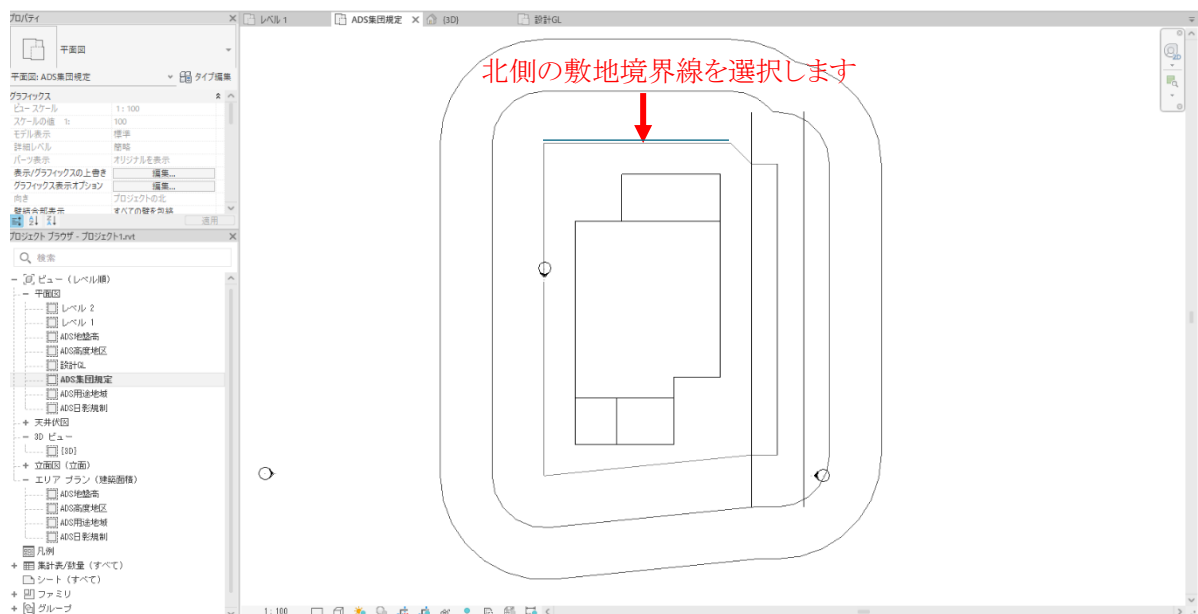 プロパティ
レベル 1
ADS集団規定
{3D}
設計GL
平面図
平面図: ADS集団規定
タイプ編集
グラフィックス
ビュー スケール
1 : 100
スケールの値 1:
100
モデル表示
標準
詳細レベル
簡略
パーツ表示
オリジナルを表示
表示/グラフィックスの上書き
編集...
グラフィックス表示オプション
編集...
向き
プロジェクトの北
壁結合部表示
すべての壁を包絡
適用
プロジェクト ブラウザ - プロジェクト1.rvt
検索
ビュー (レベル順)
平面図
レベル 2
レベル 1
ADS地盤高
ADS高度地区
設計GL
ADS集団規定
ADS用途地域
ADS日影規制
天井伏図
3D ビュー
{3D}
立面図 (立面)
エリア プラン (建築面積)
ADS地盤高
ADS高度地区
ADS用途地域
ADS日影規制
凡例
集計表/数量 (すべて)
シート (すべて)
ファミリ
グループ
北側の敷地境界線を選択します
1 : 100